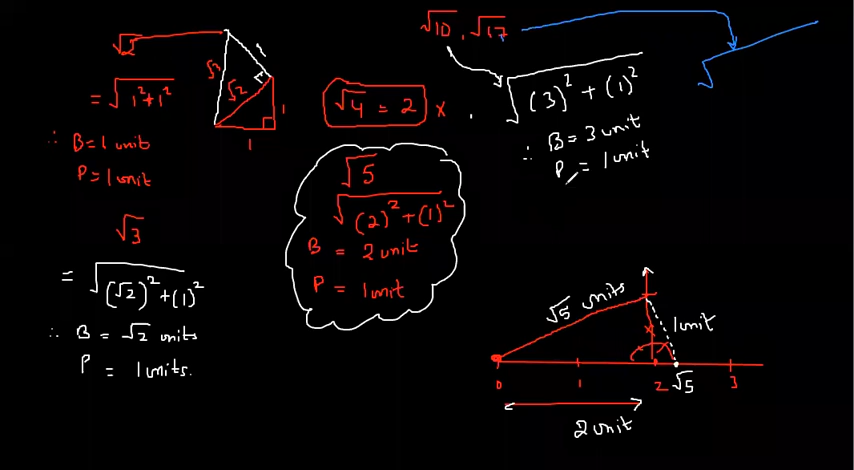 √2
= √1²+1²
∴ B = 1 unit
P = 1 unit
√3
√2
1
1
1
√3
= √(√2)²+(1)²
∴ B = √2 units
P = 1 units.
√4 = 2 x .
√5
√(2)²+(1)²
B = 2 unit
P = 1 unit
√10, √17
√(3)²+(1)²
∴ B = 3 unit
P = 1 unit
√
√5 units
1 unit
0 1 2 √5 3
2 unit